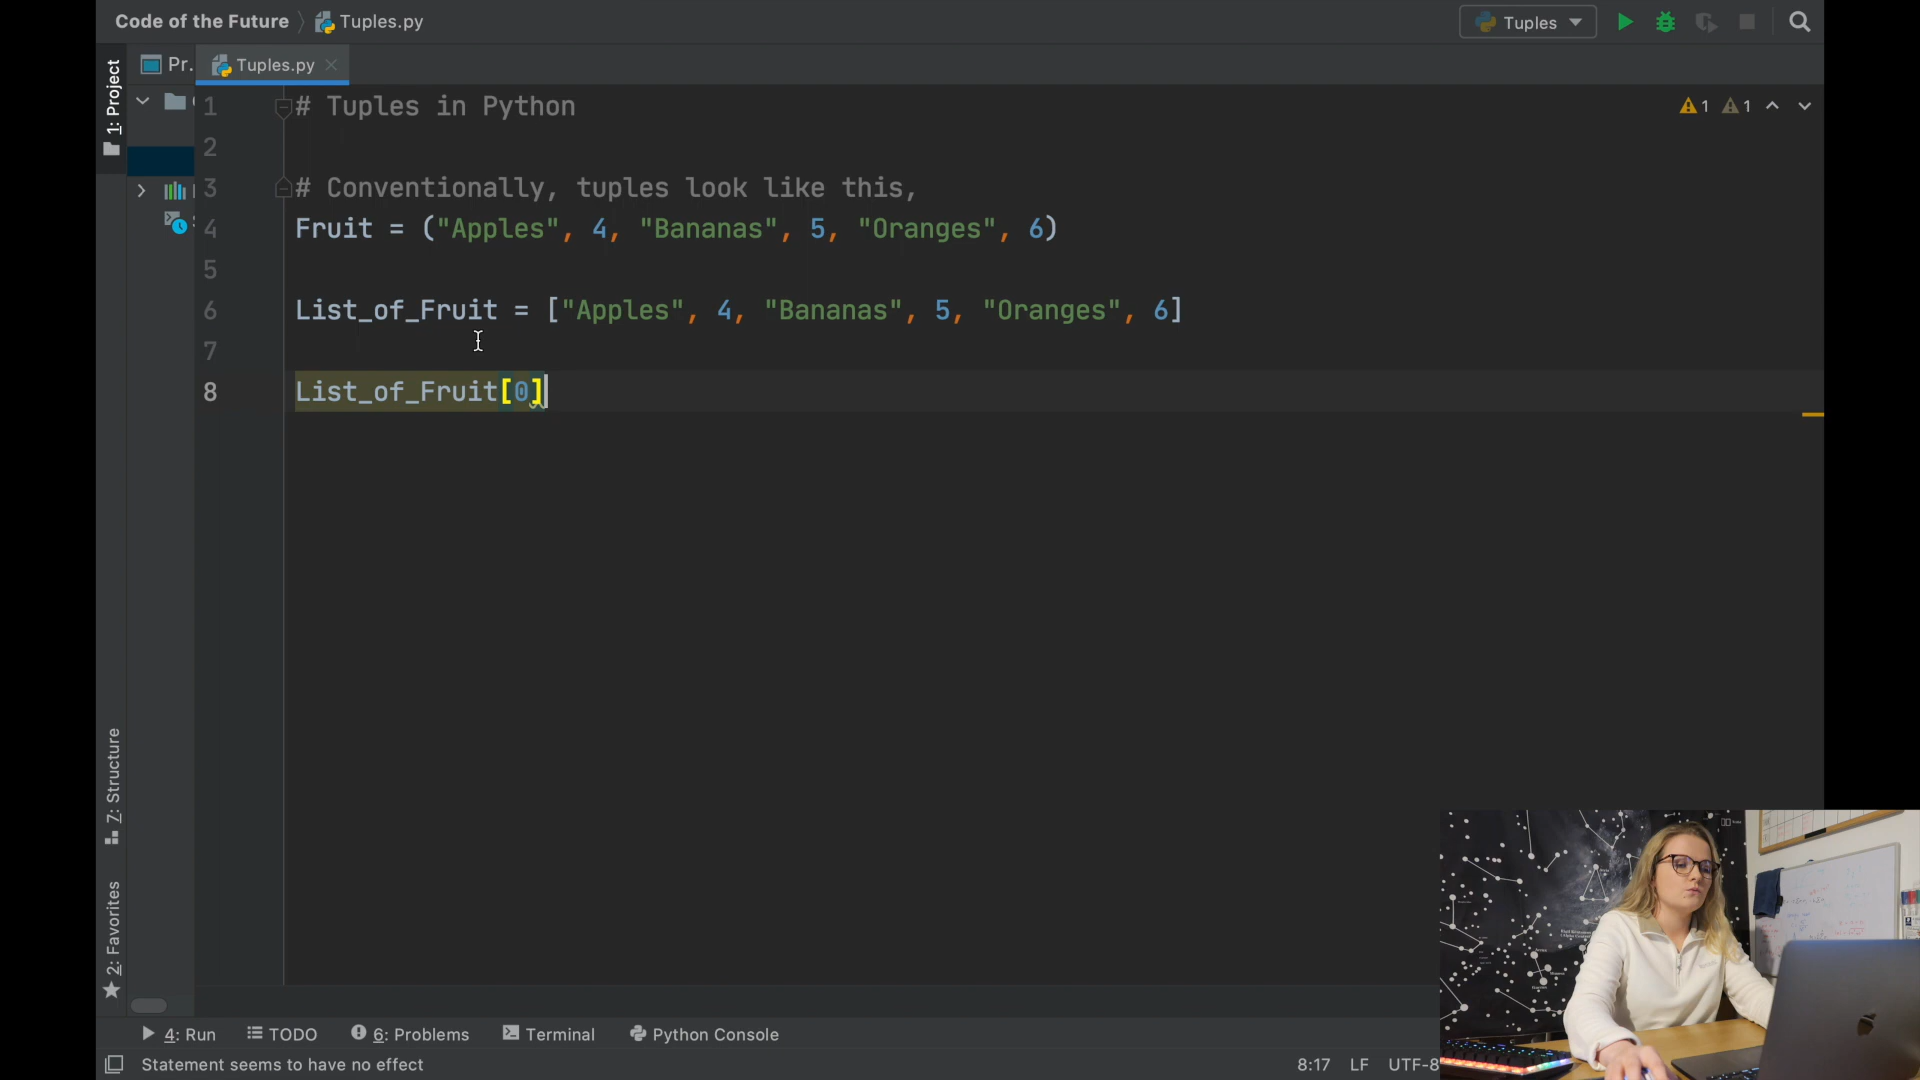 Code of the Future
Tuples.py
Tuples
1: Project
Pr.
Tuples.py
1 # Tuples in Python
1
1
2
3 # Conventionally, tuples look like this,
4 Fruit = ("Apples", 4, "Bananas", 5, "Oranges", 6)
5
6 List_of_Fruit = ["Apples", 4, "Bananas", 5, "Oranges", 6]
7
8 List_of_Fruit[0]
7: Structure
2: Favorites
4: Run
TODO
6: Problems
Terminal
Python Console
Statement seems to have no effect
8:17
LF
UTF-8